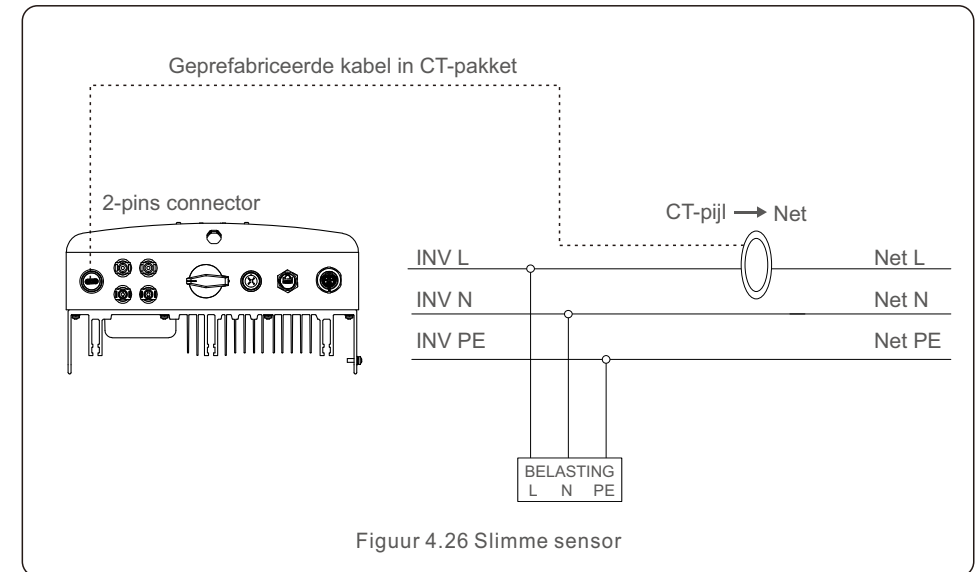 Geprefabriceerde kabel in CT-pakket
2-pins connector
CT-pijl → Net
INV L
Net L
INV N
Net N
INV PE
Net PE
BELASTING
L N PE
Figuur 4.26 Slimme sensor